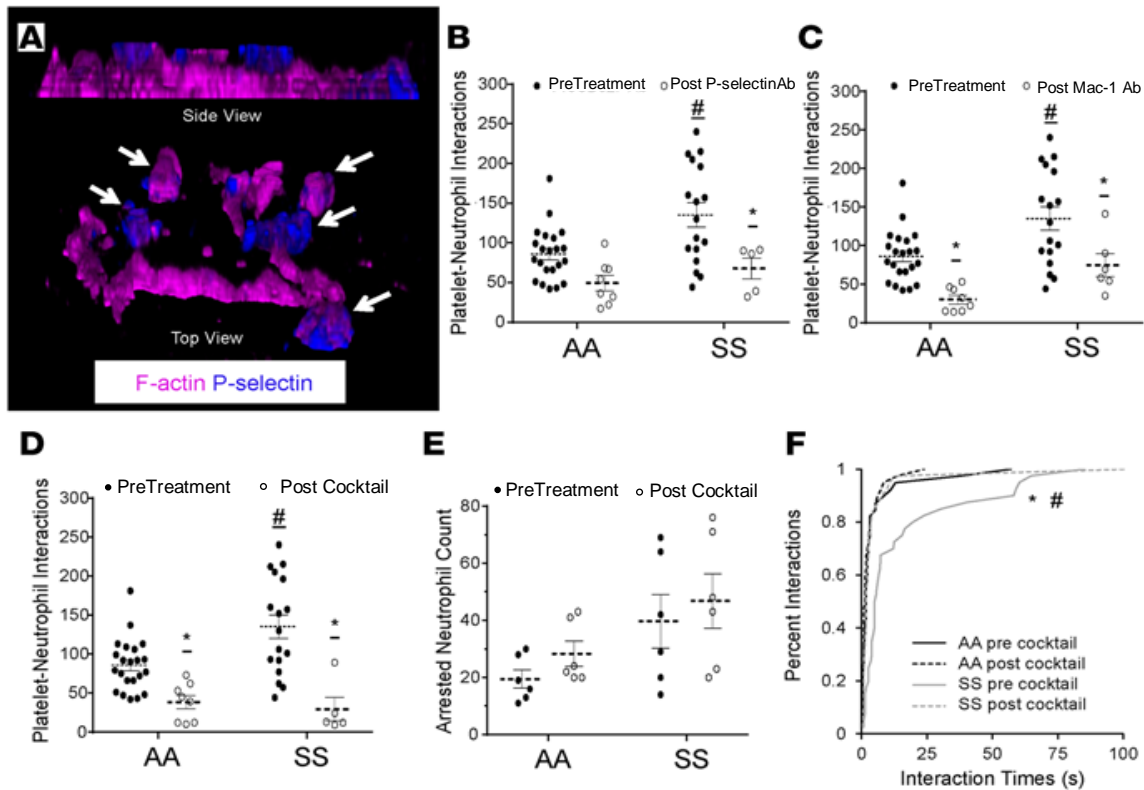 A
Side View
Top View
F-actin P-selectin
B
PreTreatment Post P-selectinAb
Platelet-Neutrophil Interactions
300
250
200
150
100
50
0
#
*
AA SS
C
PreTreatment Post Mac-1 Ab
Platelet-Neutrophil Interactions
300
250
200
150
100
50
0
#
*
*
AA SS
D
PreTreatment Post Cocktail
Platelet-Neutrophil Interactions
300
250
200
150
100
50
0
#
*
*
AA SS
E
PreTreatment Post Cocktail
Arrested Neutrophil Count
80
60
40
20
0
AA SS
F
Percent Interactions
1
0.8
0.6
0.4
0.2
0
* #
AA pre cocktail
AA post cocktail
SS pre cocktail
SS post cocktail
0 25 50 75 100
Interaction Times (s)